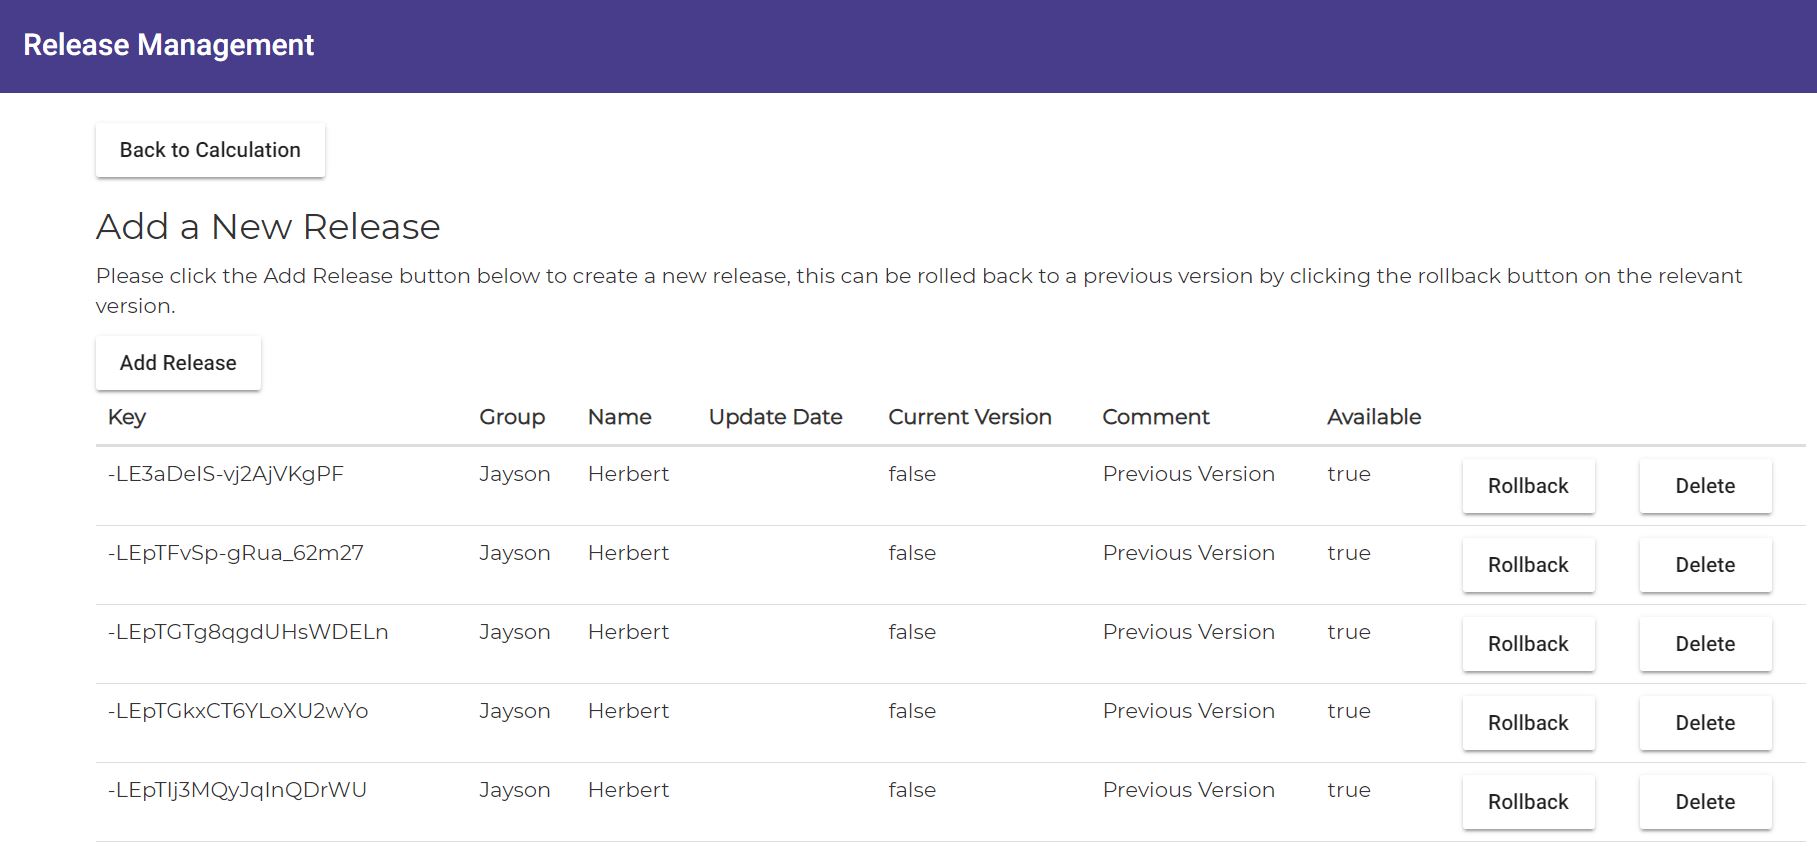 Release Management
Back to Calculation
Add a New Release
Please click the Add Release button below to create a new release, this can be rolled back to a previous version by clicking the rollback button on the relevant
version.
Add Release
Key Group Name Update Date Current Version Comment Available
-LE3aDeIS-vj2AjVKgPF Jayson Herbert false Previous Version true Rollback Delete
-LEpTFvSp-gRua_62m27 Jayson Herbert false Previous Version true Rollback Delete
-LEpTGTg8qgdUHsWDELn Jayson Herbert false Previous Version true Rollback Delete
-LEpTGkxCT6YLoXU2wYo Jayson Herbert false Previous Version true Rollback Delete
-LEpTIj3MQyJqInQDrWU Jayson Herbert false Previous Version true Rollback Delete